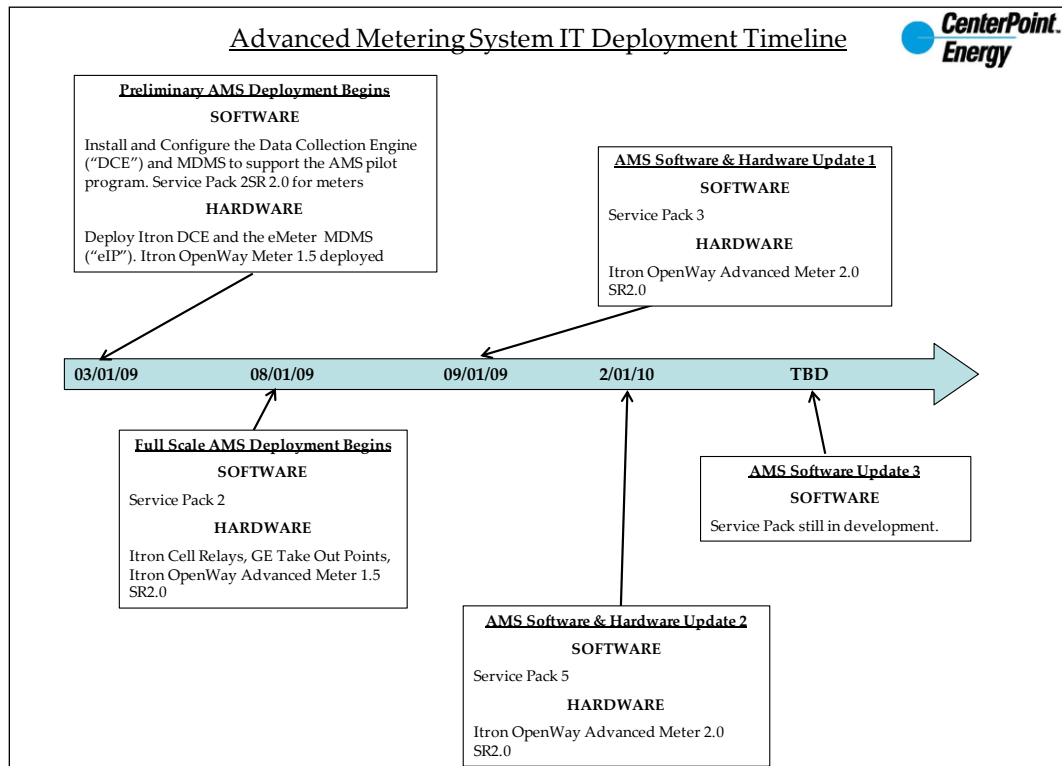 Advanced Metering System IT Deployment Timeline
CenterPoint.
Energy
Preliminary AMS Deployment Begins
SOFTWARE
Install and Configure the Data Collection Engine
(“DCE”) and MDMS to support the AMS pilot
program. Service Pack 2SR 2.0 for meters
HARDWARE
Deploy Itron DCE and the eMeter MDMS
(“eIP”). Itron OpenWay Meter 1.5 deployed
AMS Software & Hardware Update 1
SOFTWARE
Service Pack 3
HARDWARE
Itron OpenWay Advanced Meter 2.0
SR2.0
03/01/09
08/01/09
09/01/09
2/01/10
TBD
Full Scale AMS Deployment Begins
SOFTWARE
Service Pack 2
HARDWARE
Itron Cell Relays, GE Take Out Points,
Itron OpenWay Advanced Meter 1.5
SR2.0
AMS Software Update 3
SOFTWARE
Service Pack still in development.
AMS Software & Hardware Update 2
SOFTWARE
Service Pack 5
HARDWARE
Itron OpenWay Advanced Meter 2.0
SR2.0